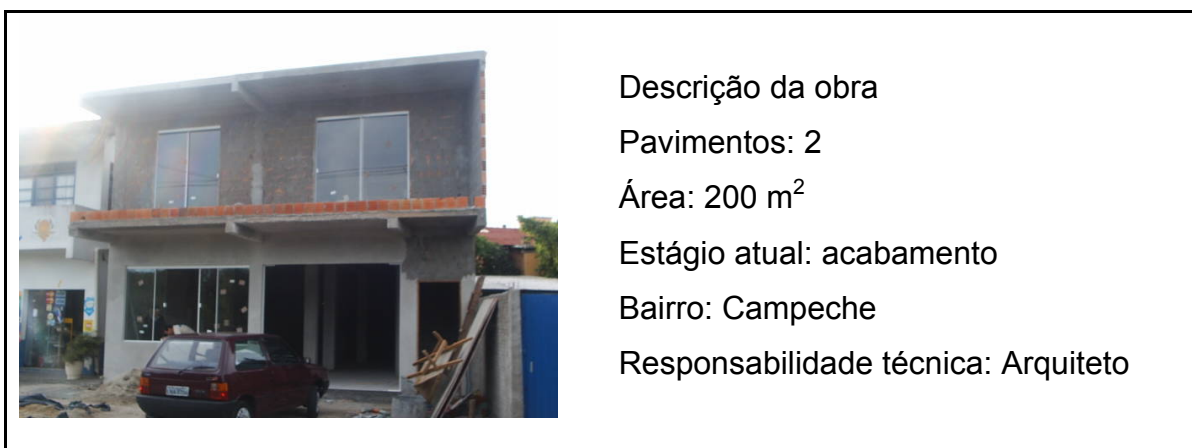 Descrição da obra
Pavimentos: 2
Área: 200 m²
Estágio atual: acabamento
Bairro: Campeche
Responsabilidade técnica: Arquiteto